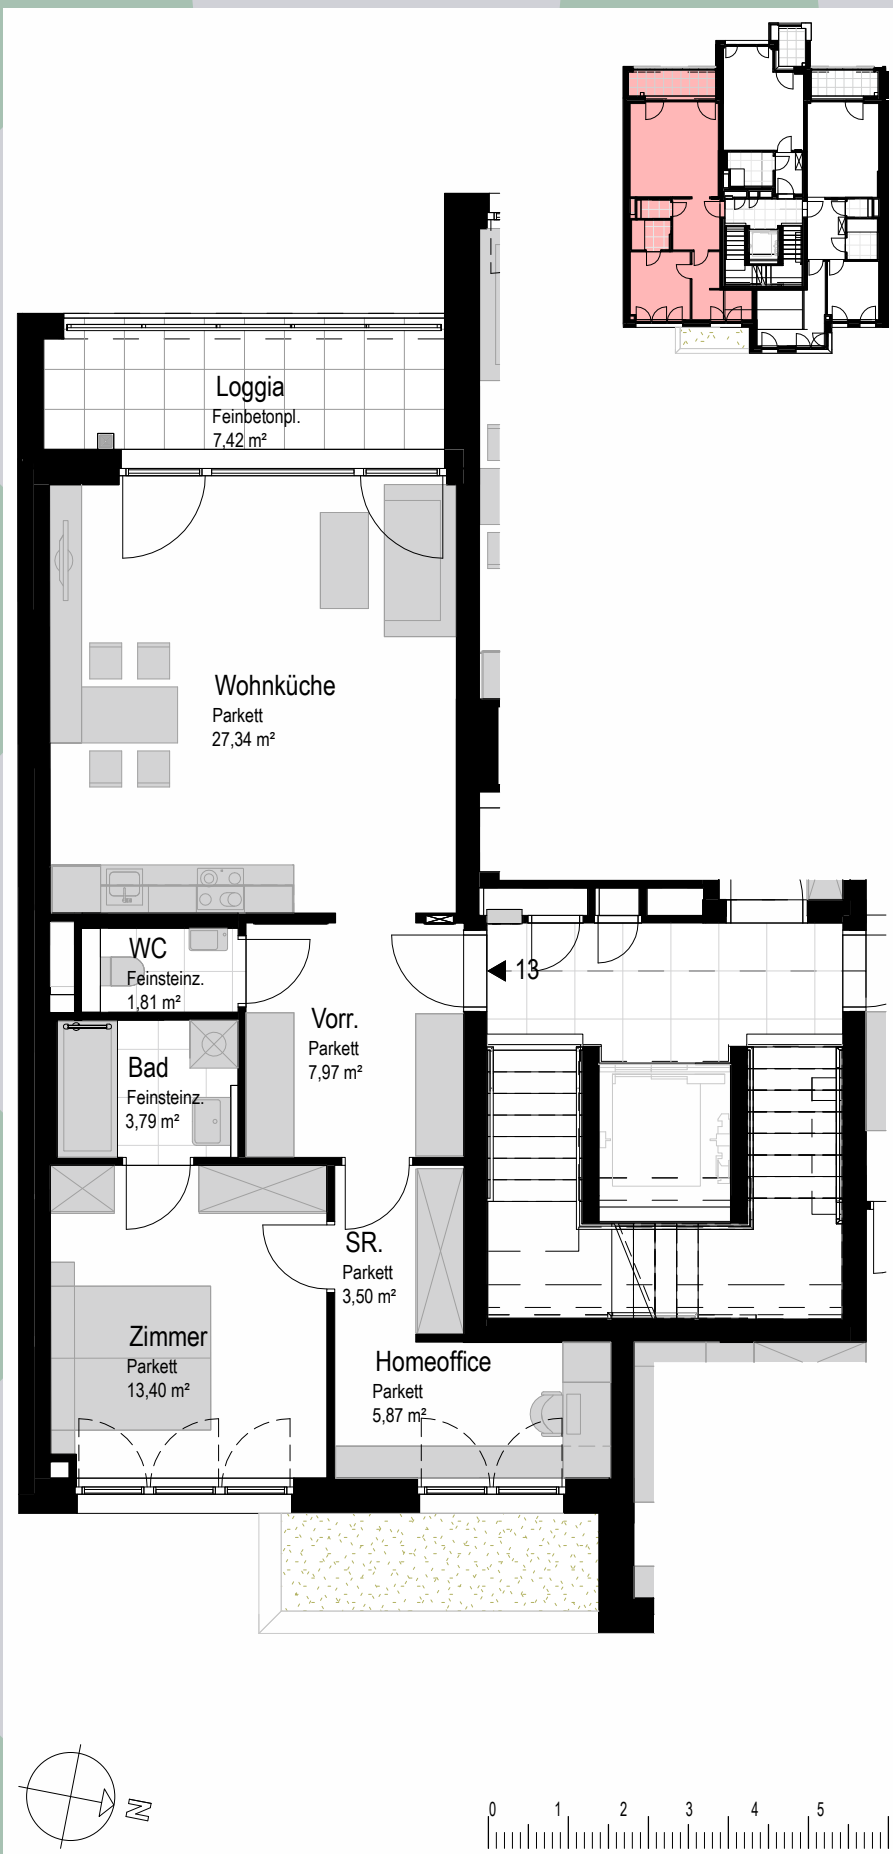 Loggia
Feinbetonpl.
7,42 m²
Wohnküche
Parkett
27,34 m²
WC
Feinsteinz.
1,81 m²
13
Vorr.
Parkett
7,97 m²
Bad
Feinsteinz.
3,79 m²
SR.
Parkett
3,50 m²
Zimmer
Parkett
13,40 m²
Homeoffice
Parkett
5,87 m²
N
0 1 2 3 4 5